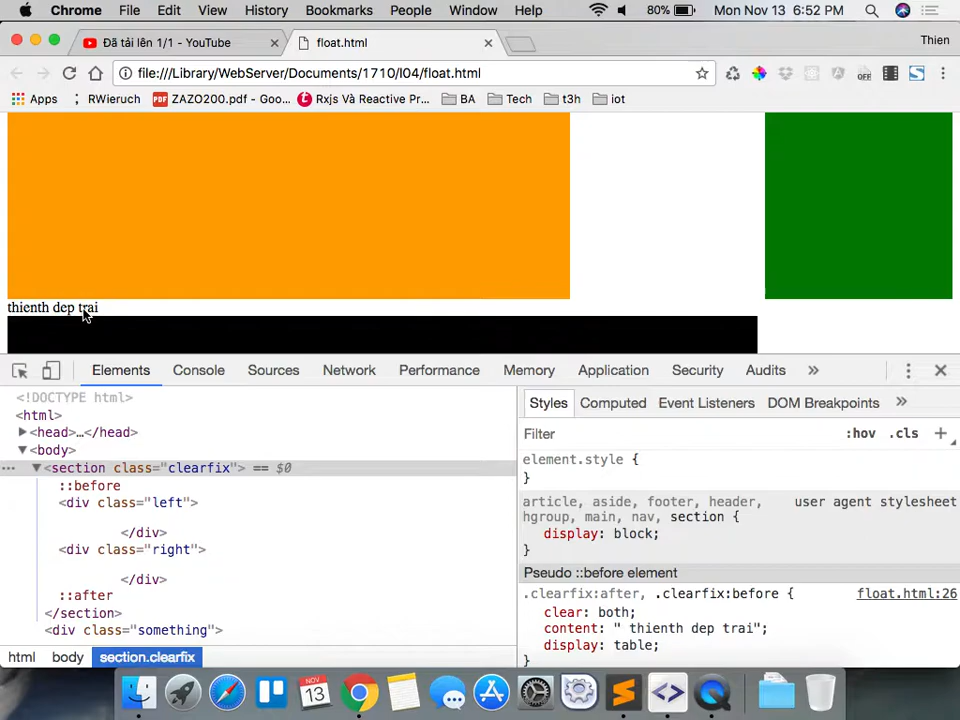 Chrome File Edit View History Bookmarks People Window Help 80% Mon Nov 13 6:52 PM
Đã tải lên 1/1 - YouTube float.html Thien
file:///Library/WebServer/Documents/1710/l04/float.html
Apps RWieruch PDF ZAZO200.pdf - Goo... Rxjs Và Reactive Pr... BA Tech t3h iot
thienth dep trai
Elements Console Sources Network Performance Memory Application Security Audits »
<!DOCTYPE html>
<html>
<head>…</head>
<body>
<section class="clearfix"> == $0
::before
<div class="left">
</div>
<div class="right">
</div>
::after
</section>
<div class="something">
html body section.clearfix
Styles Computed Event Listeners DOM Breakpoints »
Filter :hov .cls +
element.style {
}
article, aside, footer, header, user agent stylesheet
hgroup, main, nav, section {
display: block;
}
Pseudo ::before element
.clearfix:after, .clearfix:before { float.html:26
clear: both;
content: " thienth dep trai";
display: table;
}
NOV
13